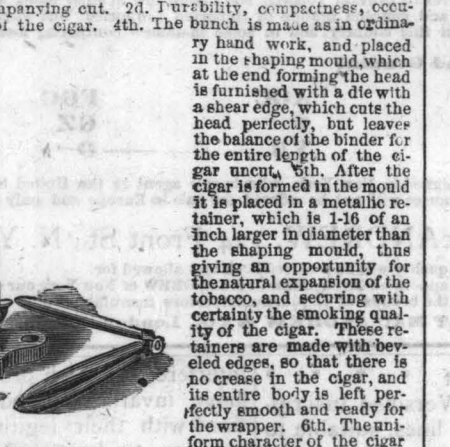 mpanying cut. 2d. Durability, compactness, occu-
of the cigar. 4th. The bunch is made as in ordina-
ry hand work, and placed
in the shaping mould, which
at the end forming the head
is furnished with a die with
a shear edge, which cuts the
head perfectly, but leaves
the balance of the binder for
the entire length of the ci-
gar uncut. 5th. After the
cigar is formed in the mould
it is placed in a metallic re-
tainer, which is 1-16 of an
inch larger in diameter than
the shaping mould, thus
giving an opportunity for
the natural expansion of the
tobacco, and securing with
certainty the smoking qual-
ity of the cigar. These re-
tainers are made with bev-
eled edges, so that there is
no crease in the cigar, and
its entire body is left per-
fectly smooth and ready for
the wrapper. 6th. The uni-
form character of the cigar